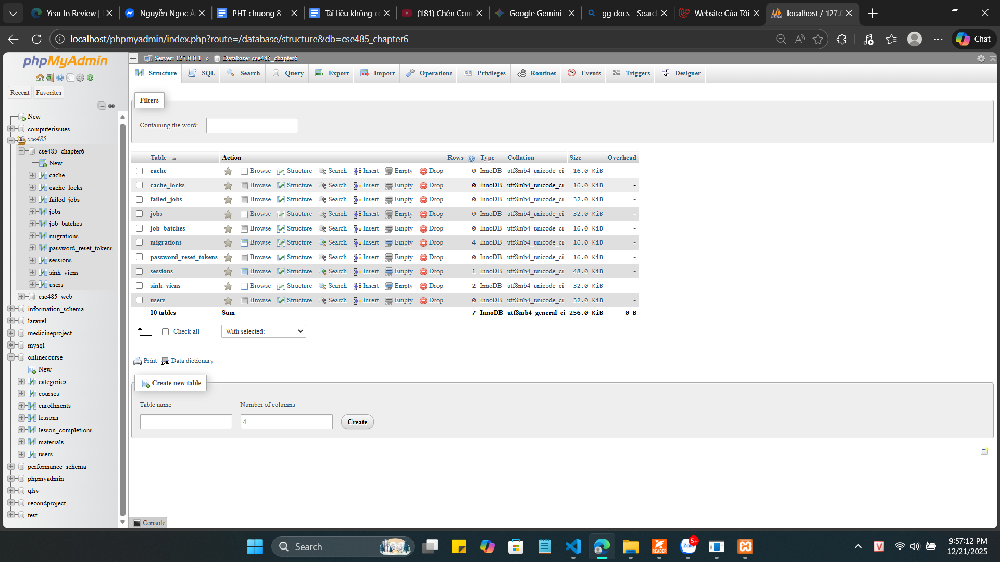 Year In Review |
Nguyễn Ngọc Á
PHT chuong 8 -
Tài liệu không có
(181) Chén Cơm
Google Gemini
gg docs - Search
Website Của Tôi
localhost / 127.0
localhost/phpmyadmin/index.php?route=/database/structure&db=cse485_chapter6
Chat
phpMyAdmin
Recent Favorites
New
computerissues
cse485
cse485_chapter6
New
cache
cache_locks
failed_jobs
jobs
job_batches
migrations
password_reset_tokens
sessions
sinh_viens
users
cse485_web
information_schema
laravel
medicineproject
mysql
onlinecourse
New
categories
courses
enrollments
lessons
lesson_completions
materials
users
performance_schema
phpmyadmin
qlsv
secondproject
test
Server: 127.0.0.1 » Database: cse485_chapter6
Structure SQL Search Query Export Import Operations Privileges Routines Events Triggers Designer
Filters
Containing the word:
Table Action Rows Type Collation Size Overhead
cache Browse Structure Search Insert Empty Drop 0 InnoDB utf8mb4_unicode_ci 16.0 KiB -
cache_locks Browse Structure Search Insert Empty Drop 0 InnoDB utf8mb4_unicode_ci 16.0 KiB -
failed_jobs Browse Structure Search Insert Empty Drop 0 InnoDB utf8mb4_unicode_ci 32.0 KiB -
jobs Browse Structure Search Insert Empty Drop 0 InnoDB utf8mb4_unicode_ci 32.0 KiB -
job_batches Browse Structure Search Insert Empty Drop 0 InnoDB utf8mb4_unicode_ci 16.0 KiB -
migrations Browse Structure Search Insert Empty Drop 4 InnoDB utf8mb4_unicode_ci 16.0 KiB -
password_reset_tokens Browse Structure Search Insert Empty Drop 0 InnoDB utf8mb4_unicode_ci 16.0 KiB -
sessions Browse Structure Search Insert Empty Drop 1 InnoDB utf8mb4_unicode_ci 48.0 KiB -
sinh_viens Browse Structure Search Insert Empty Drop 2 InnoDB utf8mb4_unicode_ci 32.0 KiB -
users Browse Structure Search Insert Empty Drop 0 InnoDB utf8mb4_unicode_ci 32.0 KiB -
10 tables Sum 7 InnoDB utf8mb4_general_ci 256.0 KiB 0 B
Check all With selected:
Print Data dictionary
Create new table
Table name Number of columns
4 Create
Console
Search
READER
Zalo
5+
V
9:57:12 PM
12/21/2025